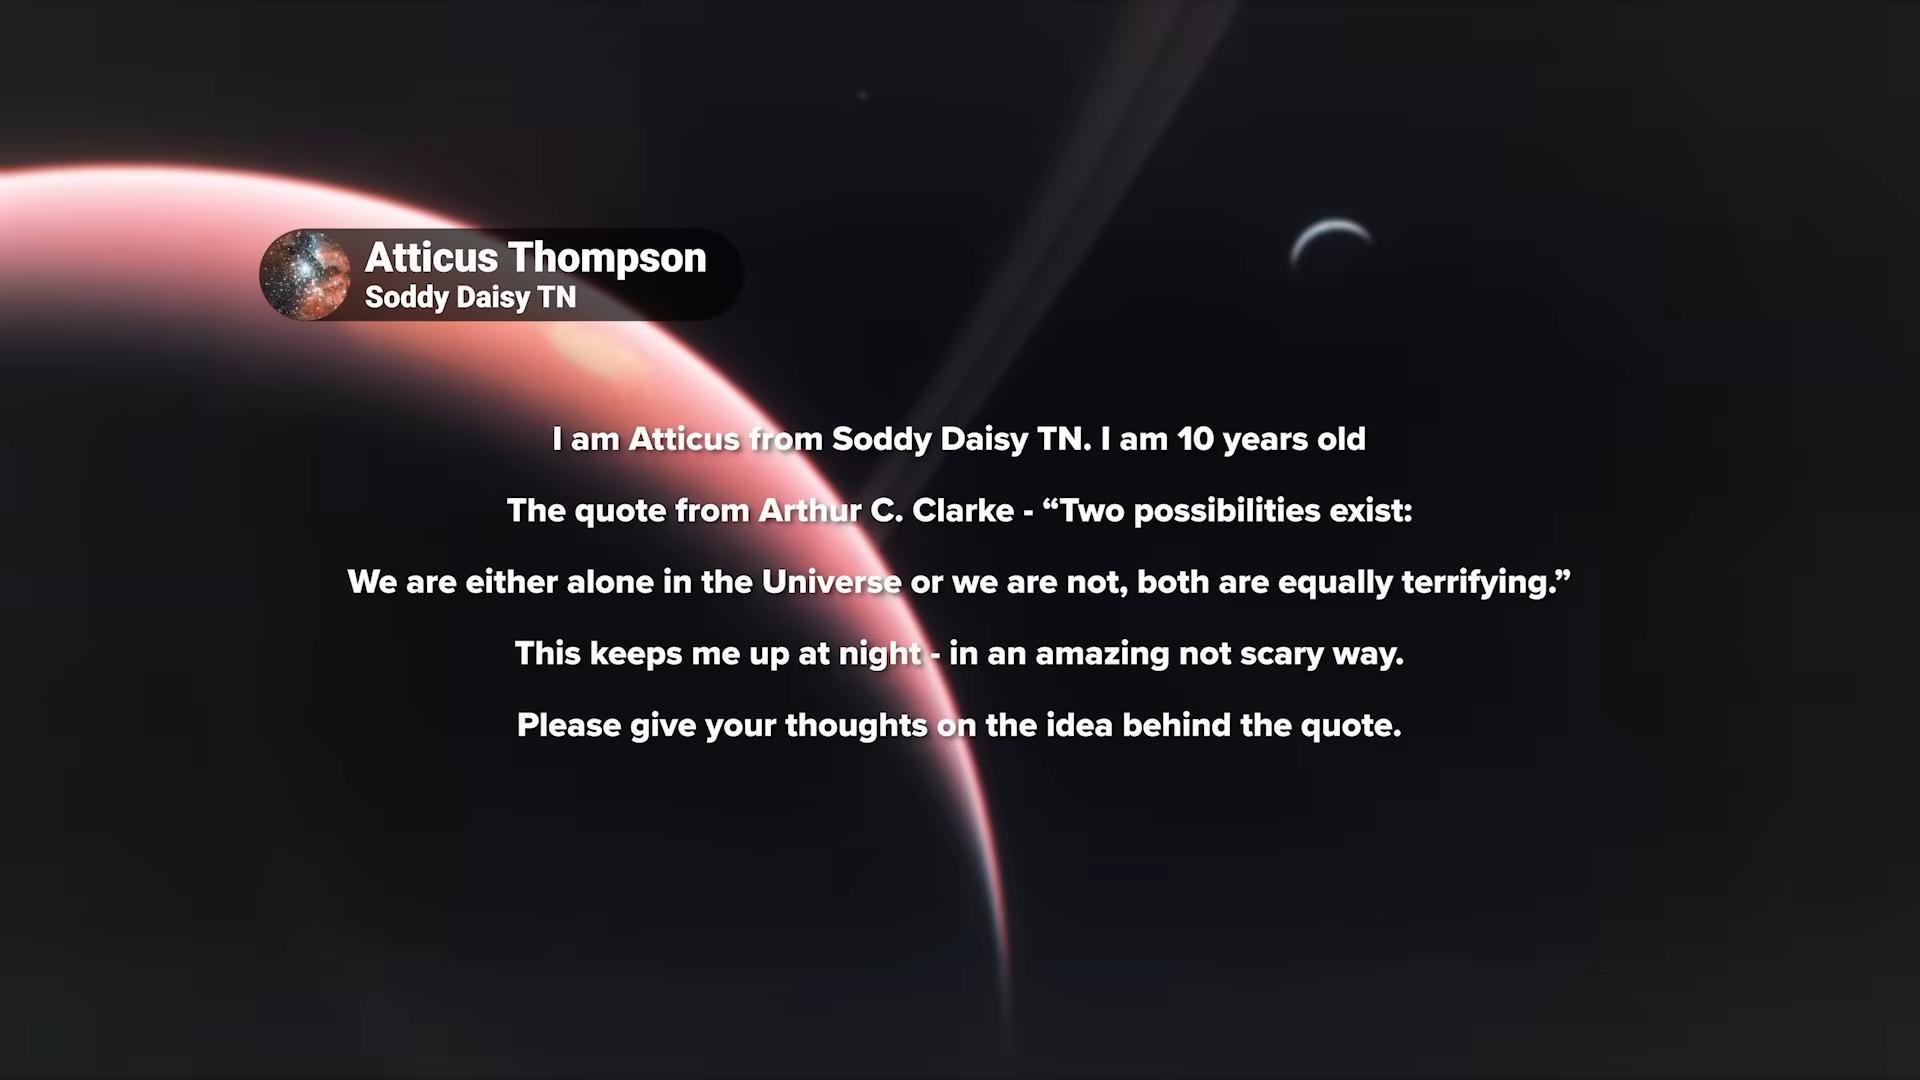 Atticus Thompson
Soddy Daisy TN
I am Atticus from Soddy Daisy TN. I am 10 years old
The quote from Arthur C. Clarke - “Two possibilities exist:
We are either alone in the Universe or we are not, both are equally terrifying.”
This keeps me up at night - in an amazing not scary way.
Please give your thoughts on the idea behind the quote.